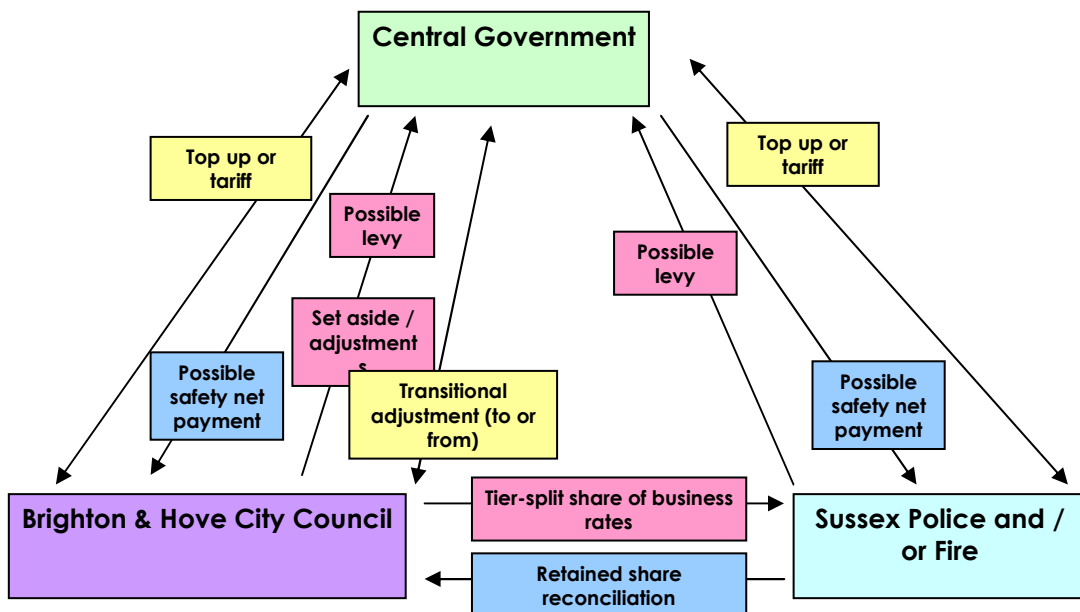 Central Government
Top up or
tariff
Top up or
tariff
Possible
levy
Possible
levy
Set aside /
adjustment
s
Possible
safety net
payment
Transitional
adjustment (to or
from)
Possible
safety net
payment
Brighton & Hove City Council
Tier-split share of business
rates
Sussex Police and /
or Fire
Retained share
reconciliation